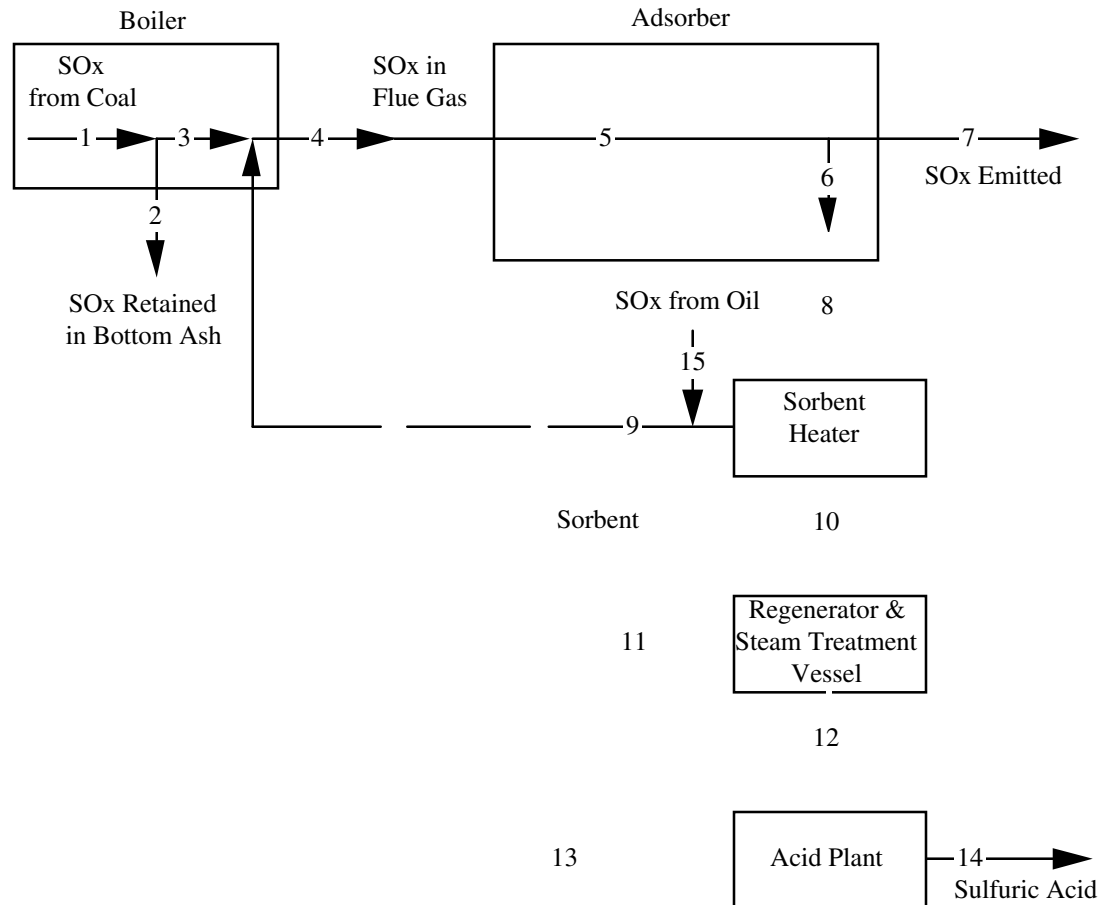 Boiler
Adsorber
SOx
from Coal
SOx in
Flue Gas
1
3
4
5
7
6
SOx Emitted
2
SOx Retained
in Bottom Ash
SOx from Oil
8
15
Sorbent
Heater
9
Sorbent
10
Regenerator &
Steam Treatment
Vessel
11
12
13
Acid Plant
14
Sulfuric Acid